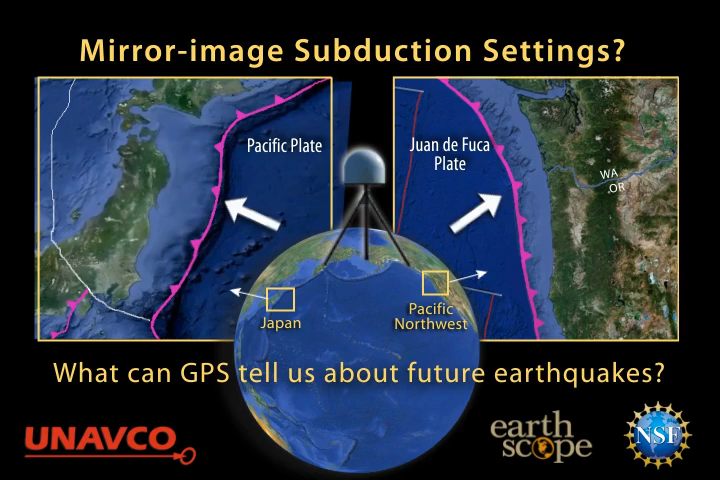 Mirror-image Subduction Settings?
Pacific Plate
Juan de Fuca
Plate
WA
OR
Japan
Pacific
Northwest
What can GPS tell us about future earthquakes?
UNAVCO
earth
scope
NSF